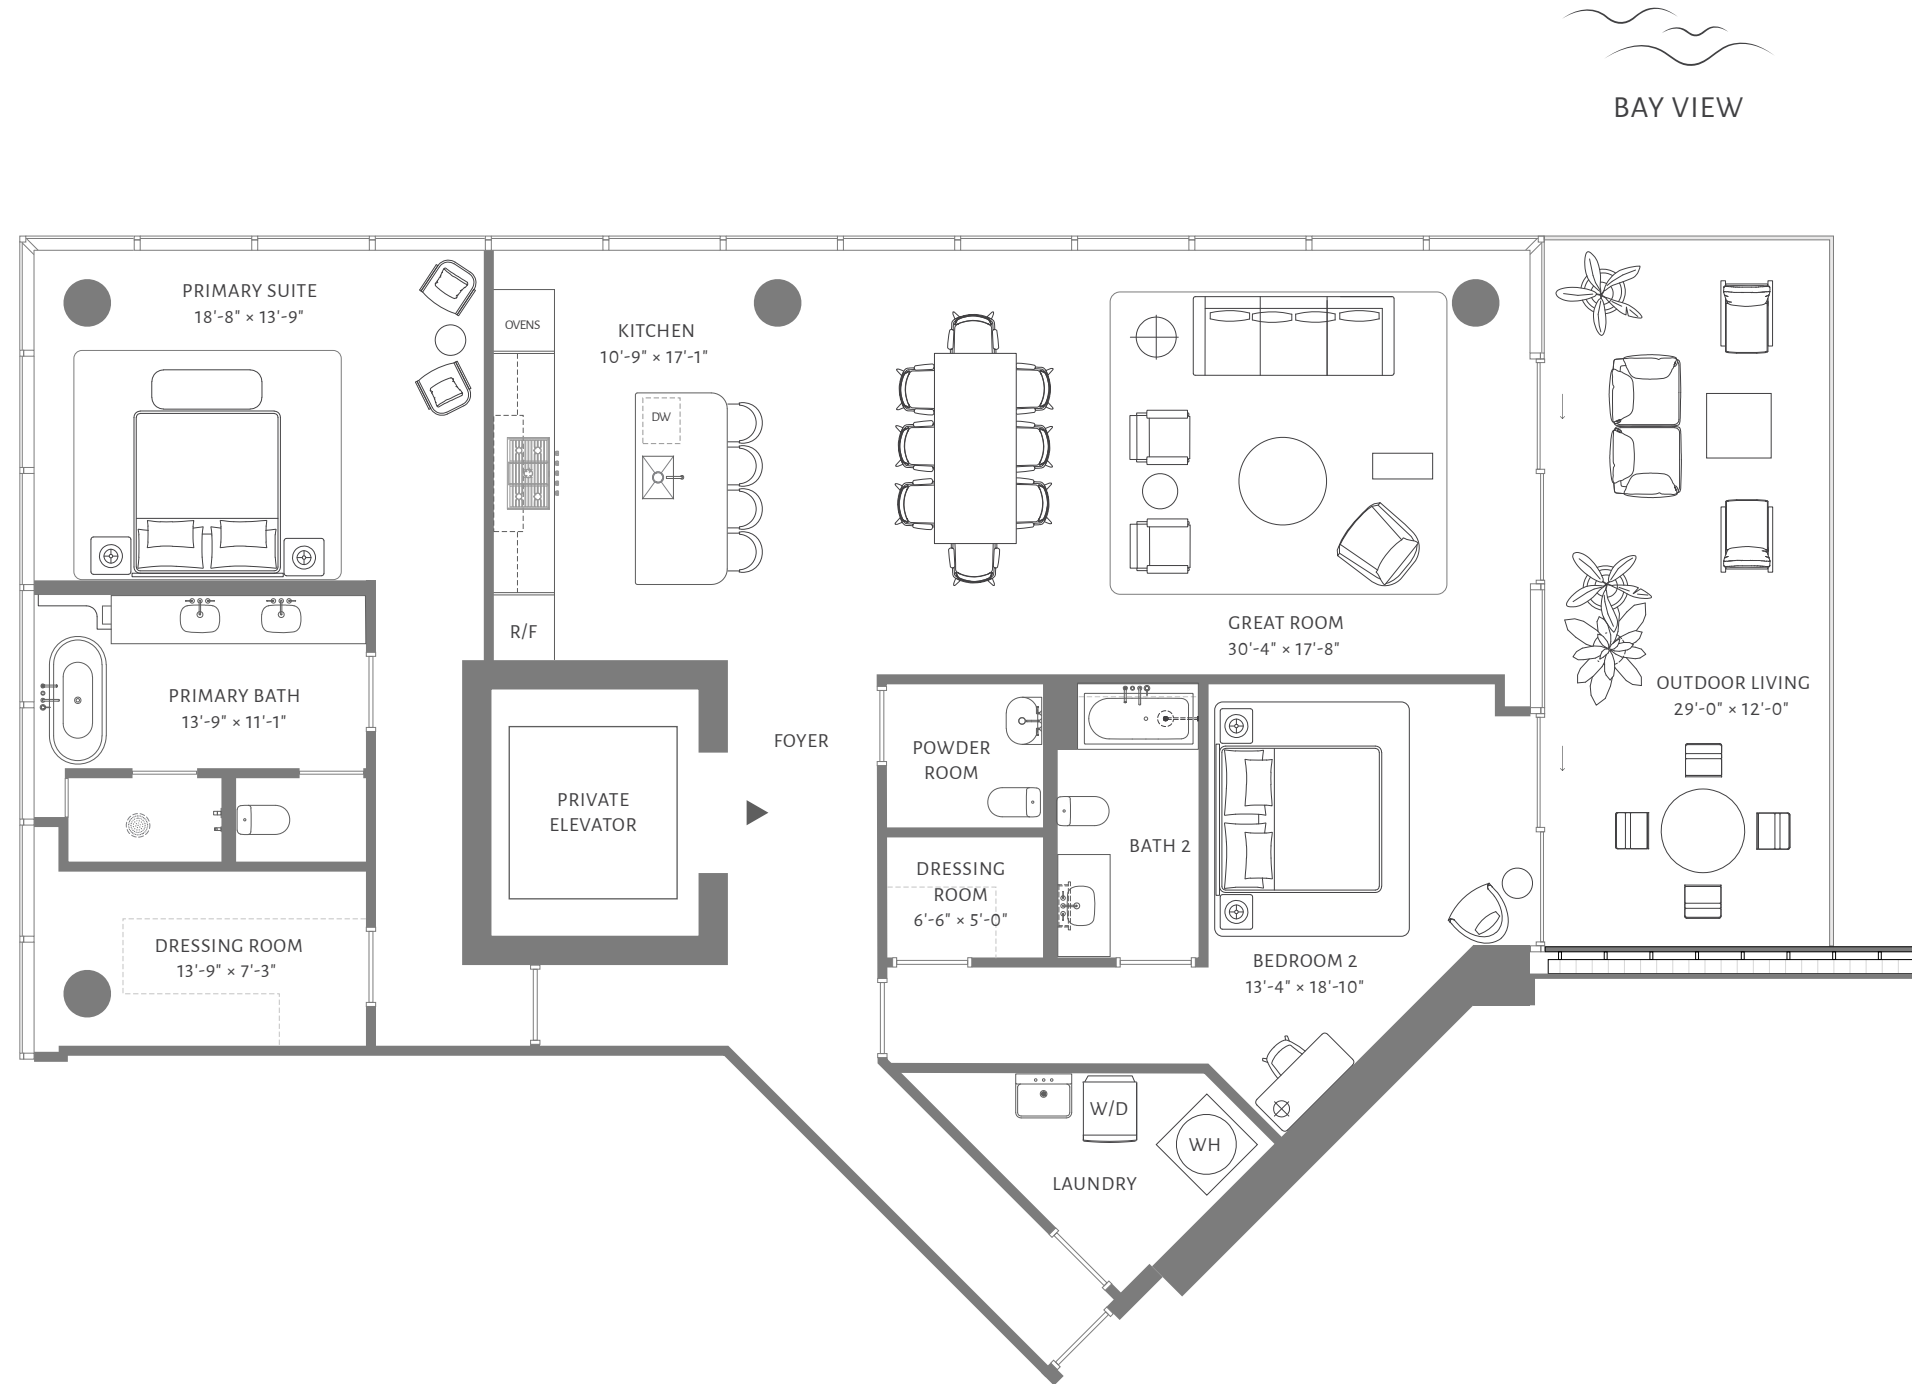 BAY VIEW
PRIMARY SUITE
18'-8" × 13'-9"
OVENS
KITCHEN
10'-9" × 17'-1"
DW
R/F
GREAT ROOM
30'-4" × 17'-8"
OUTDOOR LIVING
29'-0" × 12'-0"
PRIMARY BATH
13'-9" × 11'-1"
FOYER
POWDER
ROOM
PRIVATE
ELEVATOR
BATH 2
DRESSING
ROOM
6'-6" × 5'-0"
DRESSING ROOM
13'-9" × 7'-3"
BEDROOM 2
13'-4" × 18'-10"
W/D
WH
LAUNDRY